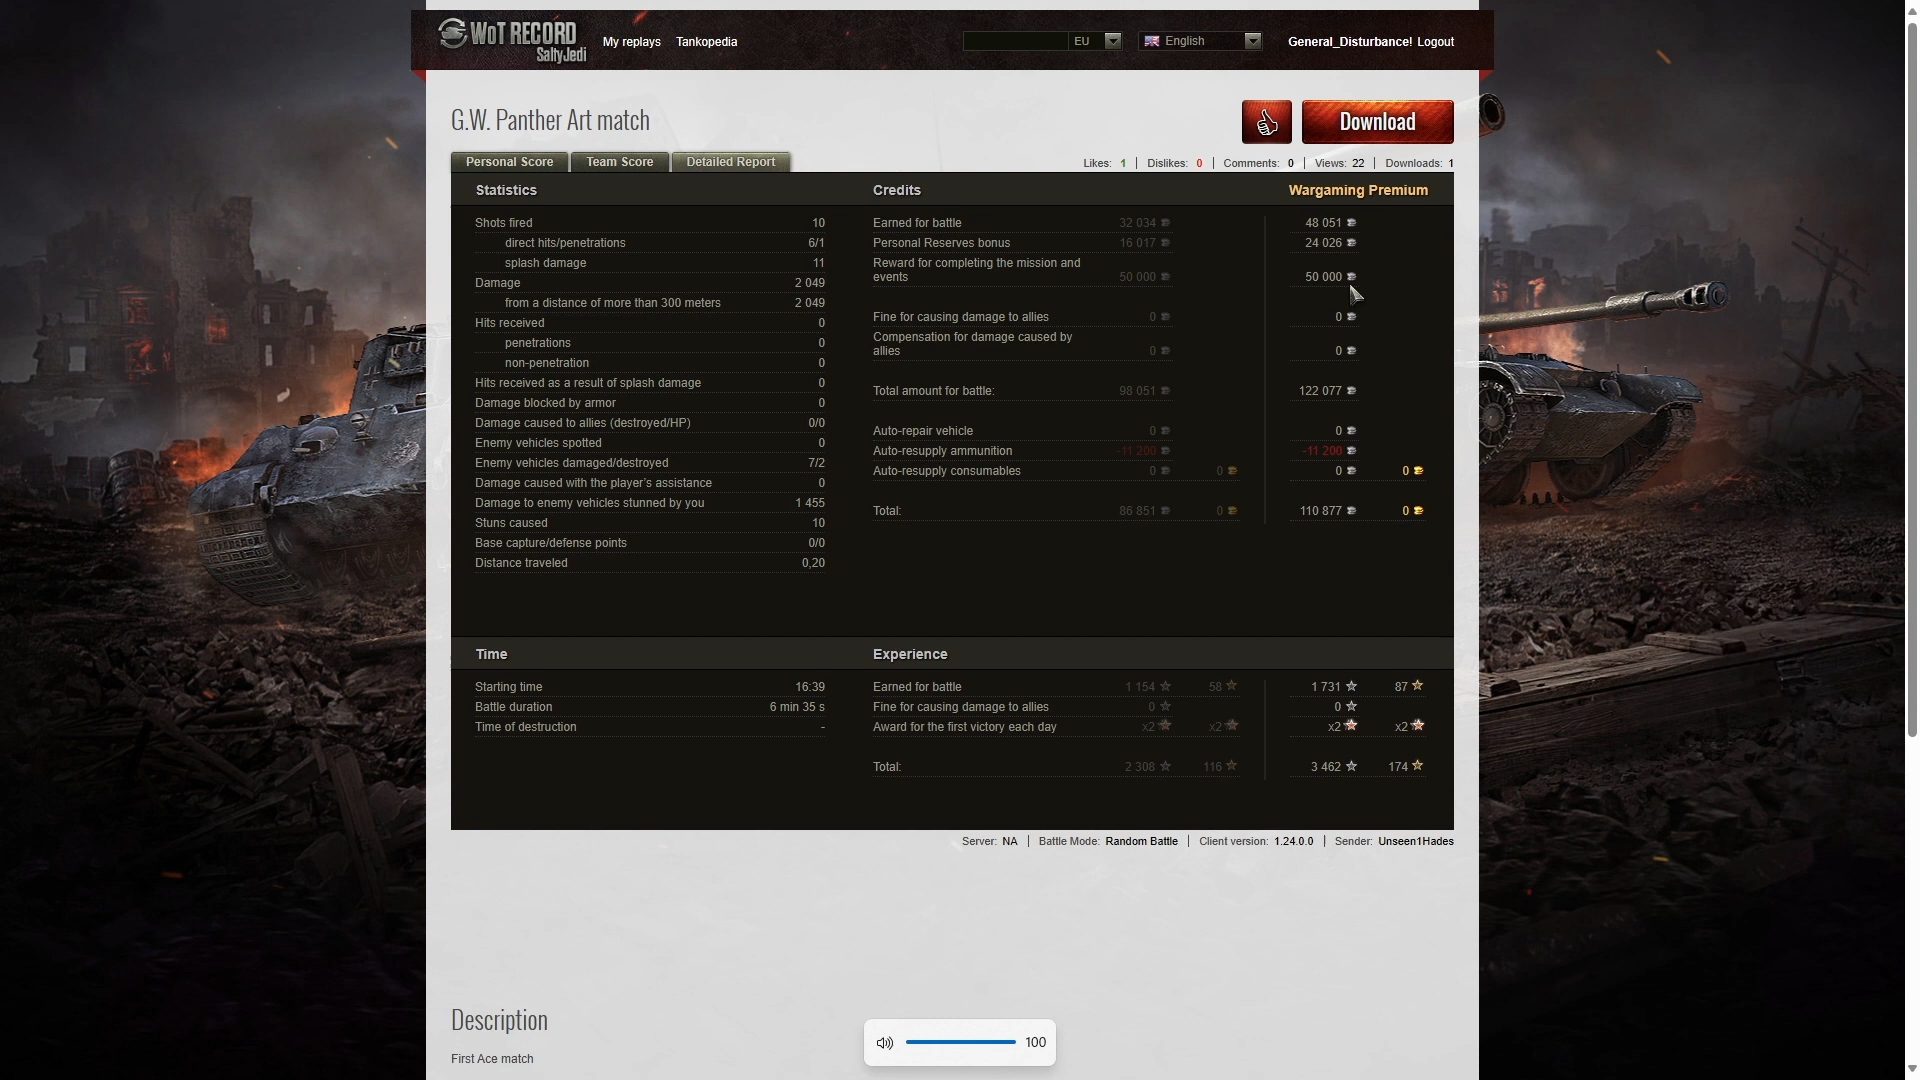 WoT RECORD
SaltyJedi
My replays
Tankopedia
EU
English
General_Disturbance! Logout
G.W. Panther Art match
Download
Personal Score
Team Score
Detailed Report
Likes: 1 | Dislikes: 0 | Comments: 0 | Views: 22 | Downloads: 1
Statistics
Shots fired 10
direct hits/penetrations 6/1
splash damage 11
Damage 2 049
from a distance of more than 300 meters 2 049
Hits received 0
penetrations 0
non-penetration 0
Hits received as a result of splash damage 0
Damage blocked by armor 0
Damage caused to allies (destroyed/HP) 0/0
Enemy vehicles spotted 0
Enemy vehicles damaged/destroyed 7/2
Damage caused with the player's assistance 0
Damage to enemy vehicles stunned by you 1 455
Stuns caused 10
Base capture/defense points 0/0
Distance traveled 0,20
Credits Wargaming Premium
Earned for battle 32 034 48 051
Personal Reserves bonus 16 017 24 026
Reward for completing the mission and
events 50 000 50 000
Fine for causing damage to allies 0 0
Compensation for damage caused by
allies 0 0
Total amount for battle: 98 051 122 077
Auto-repair vehicle 0 0
Auto-resupply ammunition -11 200 -11 200
Auto-resupply consumables 0 0 0 0
Total: 86 851 0 110 877 0
Time
Starting time 16:39
Battle duration 6 min 35 s
Time of destruction -
Experience
Earned for battle 1 154 58 1 731 87
Fine for causing damage to allies 0 0
Award for the first victory each day x2 x2 x2 x2
Total: 2 308 116 3 462 174
Server: NA | Battle Mode: Random Battle | Client version: 1.24.0.0 | Sender: Unseen1Hades
Description
First Ace match
100